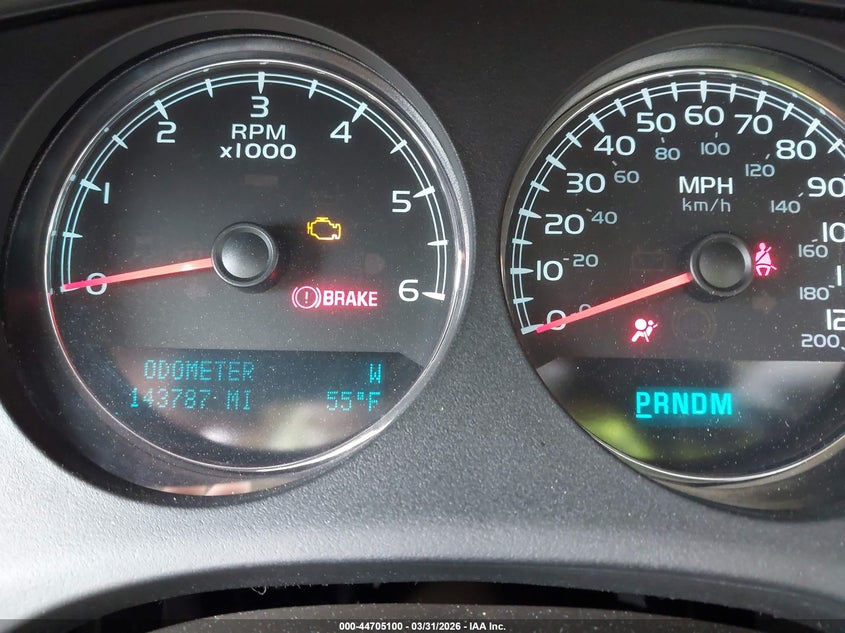 0 1 2 3 4 5 6
RPM
x1000
BRAKE
ODOMETER W
143787 MI 55°F
0 10 20 30 40 50 60 70 80 90
20 40 60 80 100 120 140 160 180 200
MPH
km/h
PRNDM
000-44705100 - 03/31/2026 - IAA Inc.